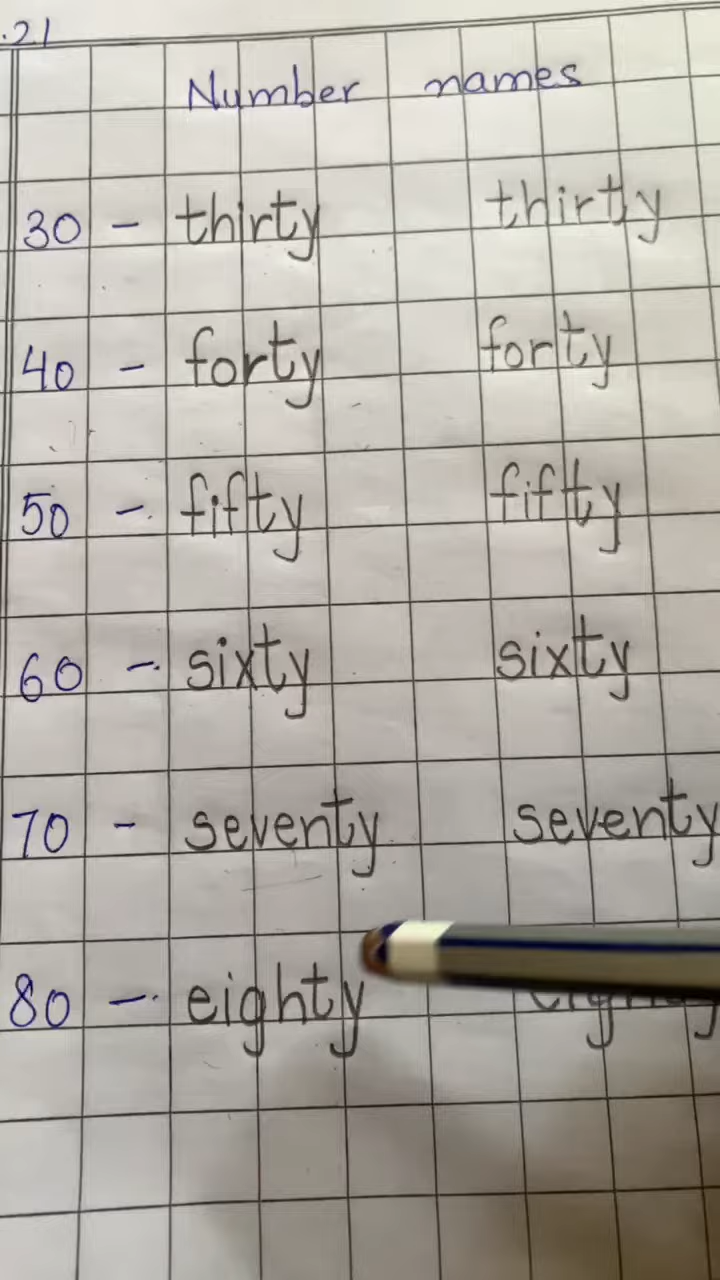 .21
Number names
30 - thirty thirty
40 - forty forty
50 - fifty fifty
60 - sixty sixty
70 - seventy seventy
80 - eighty